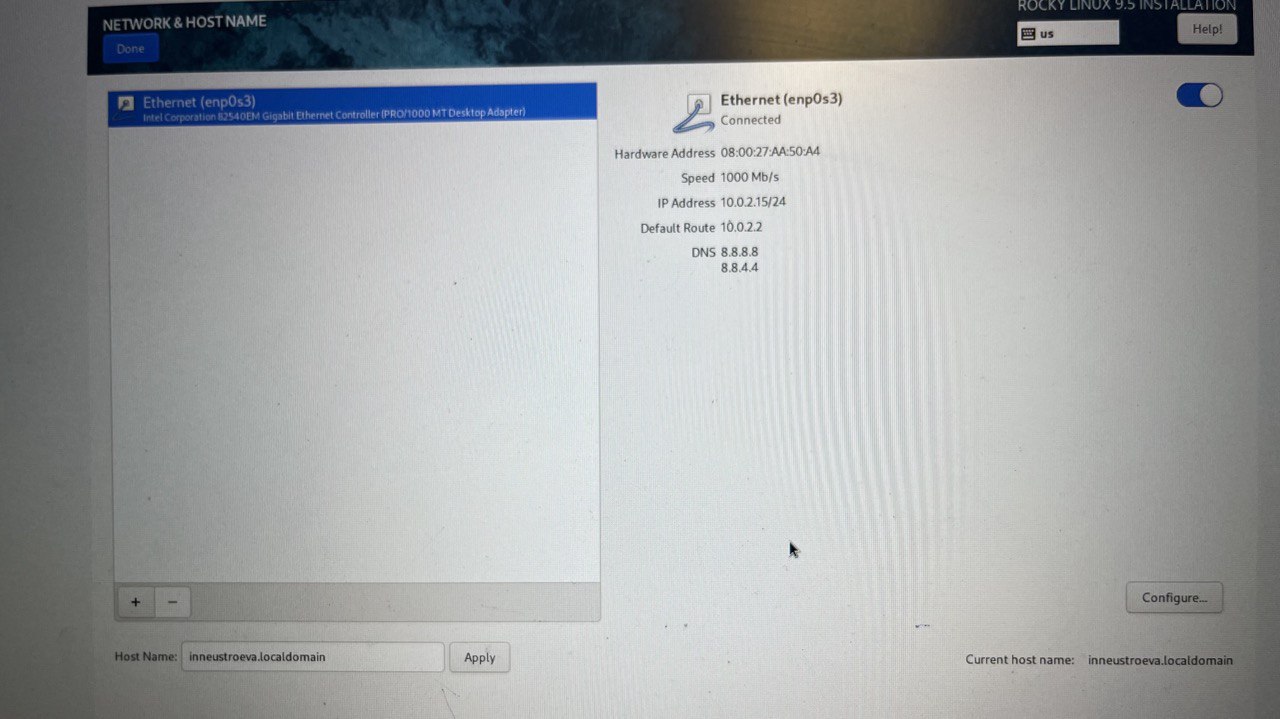 NETWORK & HOST NAME
ROCKY LINUX 9.5 INSTALLATION
Done
us
Help!
Ethernet (enp0s3)
Intel Corporation 82540EM Gigabit Ethernet Controller (PRO/1000 MT Desktop Adapter)
Ethernet (enp0s3)
Connected
Hardware Address 08:00:27:AA:50:A4
Speed 1000 Mb/s
IP Address 10.0.2.15/24
Default Route 10.0.2.2
DNS 8.8.8.8
8.8.4.4
+ −
Configure...
Host Name: inneustroeva.localdomain Apply
Current host name: inneustroeva.localdomain